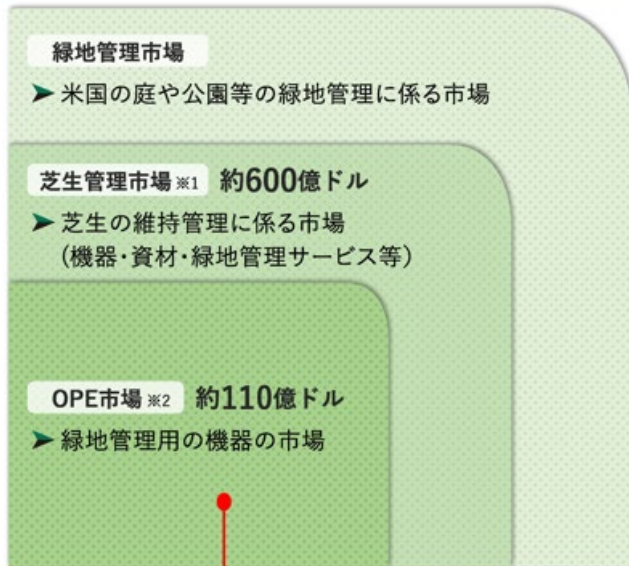 緑地管理市場
➤ 米国の庭や公園等の緑地管理に係る市場
芝生管理市場※1 約600億ドル
➤ 芝生の維持管理に係る市場
(機器・資材・緑地管理サービス等)
OPE市場※2 約110億ドル
➤ 緑地管理用の機器の市場